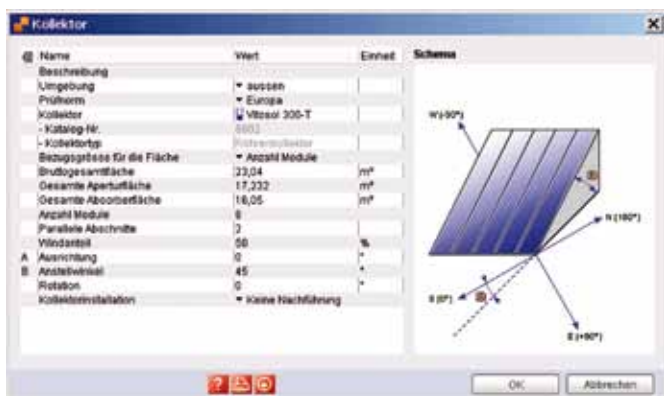 Kollektor
Name Wert Einheit Schema
Beschreibung
Umgebung aussen
Prüfnorm Europa
Kollektor Vitosol 300-T
- Katalog-Nr.
- Kollektortyp Röhrenkollektor
Bezugsgrösse für die Fläche Anzahl Module
Bruttogesamtfläche 23,04 m²
Gesamte Aperturfläche 17,232 m²
Gesamte Absorberfläche 16,05 m²
Anzahl Module
Parallele Abschnitte 2
Windanteil 50 %
A Ausrichtung 0 °
B Anstellwinkel 45 °
Rotation 0 °
Kollektorinstallation Keine Nachführung
W (-90°)
N (180°)
S (0°)
E (+90°)
OK Abbrechen